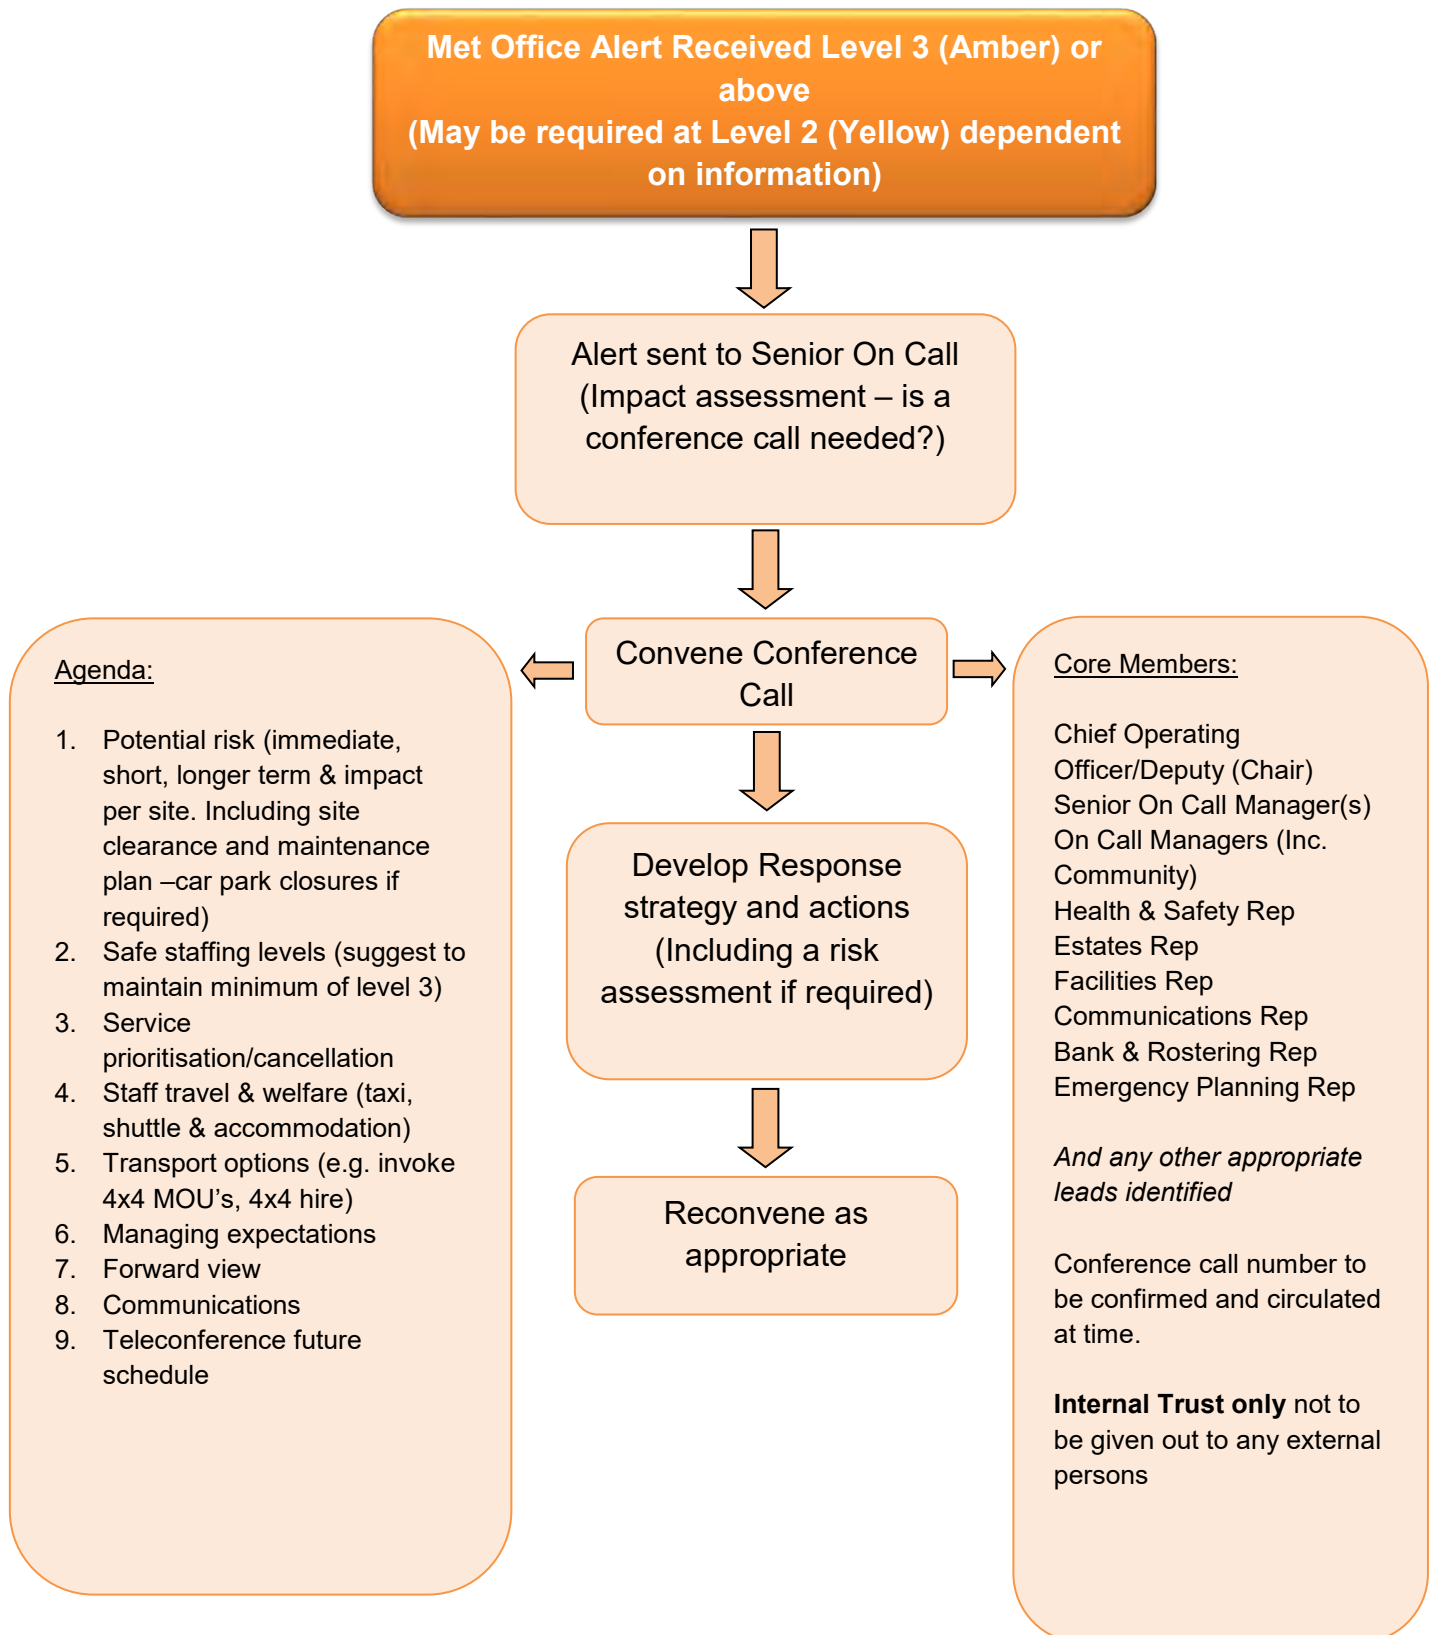 Met Office Alert Received Level 3 (Amber) or
above
(May be required at Level 2 (Yellow) dependent
on information)
Alert sent to Senior On Call
(Impact assessment – is a
conference call needed?)
Convene Conference
Call
Agenda:
1. Potential risk (immediate,
short, longer term & impact
per site. Including site
clearance and maintenance
plan –car park closures if
required)
2. Safe staffing levels (suggest to
maintain minimum of level 3)
3. Service
prioritisation/cancellation
4. Staff travel & welfare (taxi,
shuttle & accommodation)
5. Transport options (e.g. invoke
4x4 MOU’s, 4x4 hire)
6. Managing expectations
7. Forward view
8. Communications
9. Teleconference future
schedule
Develop Response
strategy and actions
(Including a risk
assessment if required)
Reconvene as
appropriate
Core Members:
Chief Operating
Officer/Deputy (Chair)
Senior On Call Manager(s)
On Call Managers (Inc.
Community)
Health & Safety Rep
Estates Rep
Facilities Rep
Communications Rep
Bank & Rostering Rep
Emergency Planning Rep
And any other appropriate
leads identified
Conference call number to
be confirmed and circulated
at time.
Internal Trust only not to
be given out to any external
persons